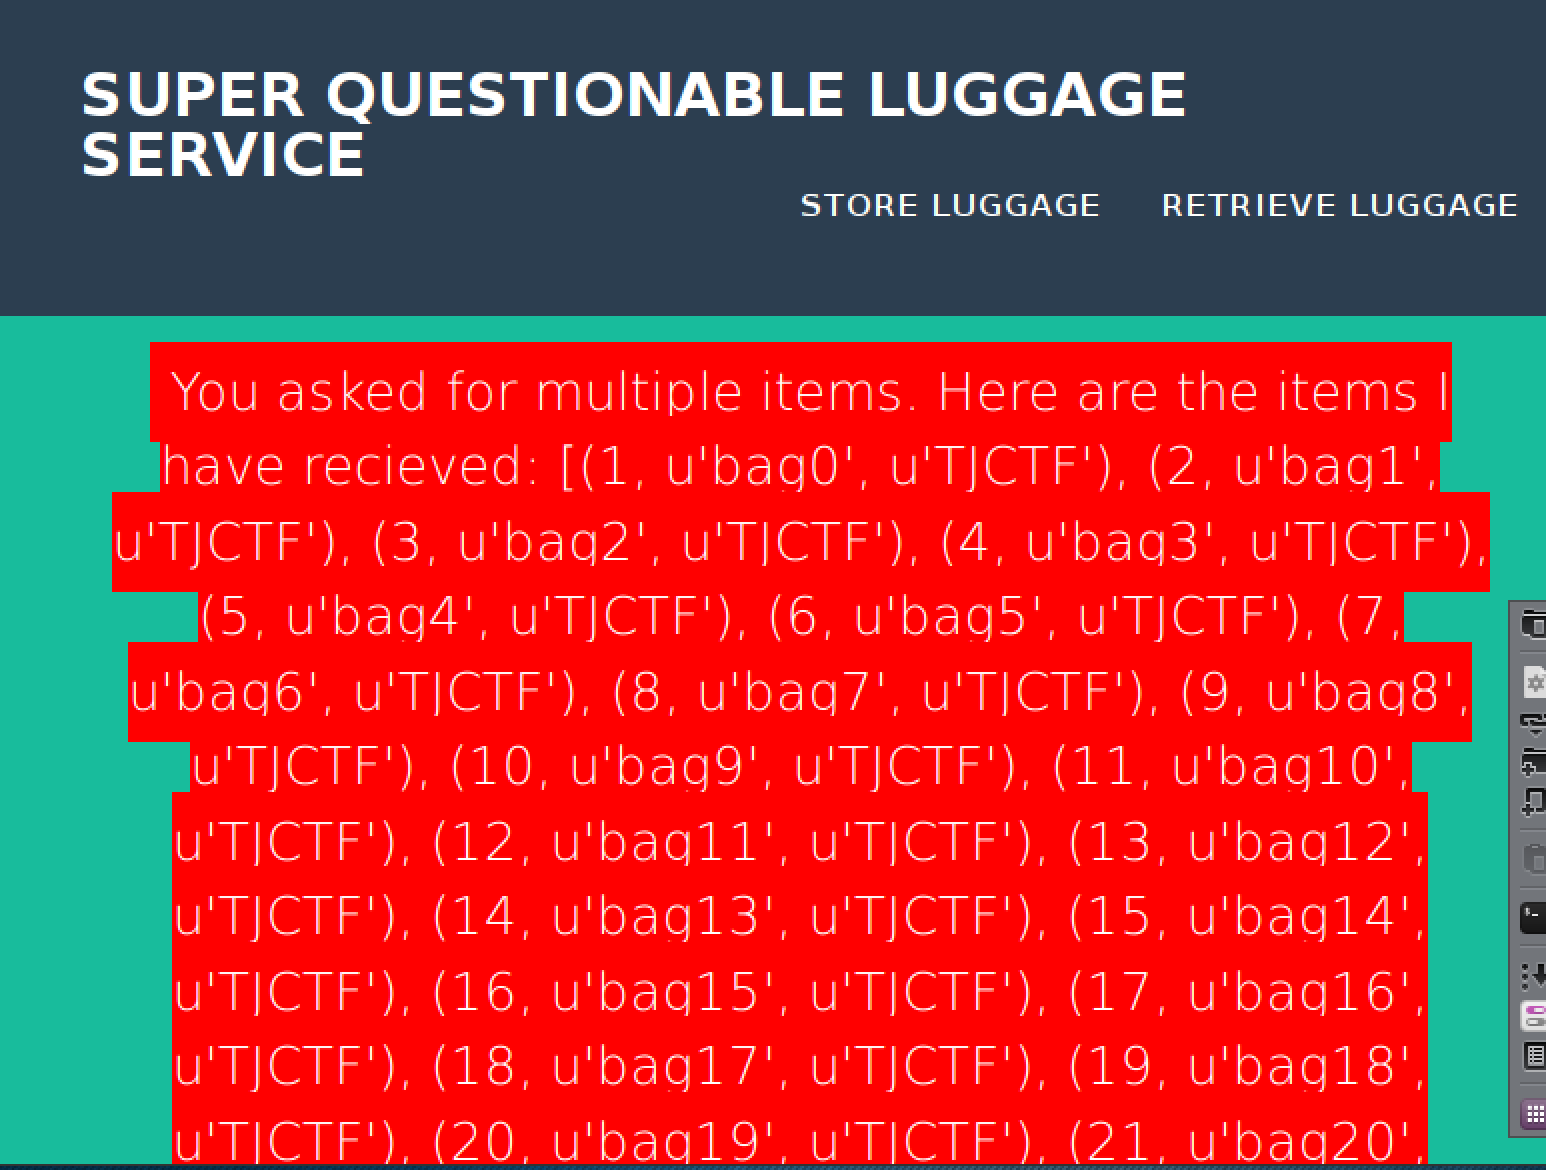 SUPER QUESTIONABLE LUGGAGE
SERVICE
STORE LUGGAGE RETRIEVE LUGGAGE
You asked for multiple items. Here are the items I
have recieved: [(1, u'bag0', u'TJCTF'), (2, u'bag1',
u'TJCTF'), (3, u'bag2', u'TJCTF'), (4, u'bag3', u'TJCTF'),
(5, u'bag4', u'TJCTF'), (6, u'bag5', u'TJCTF'), (7,
u'bag6', u'TJCTF'), (8, u'bag7', u'TJCTF'), (9, u'bag8',
u'TJCTF'), (10, u'bag9', u'TJCTF'), (11, u'bag10',
u'TJCTF'), (12, u'bag11', u'TJCTF'), (13, u'bag12',
u'TJCTF'), (14, u'bag13', u'TJCTF'), (15, u'bag14',
u'TJCTF'), (16, u'bag15', u'TJCTF'), (17, u'bag16',
u'TJCTF'), (18, u'bag17', u'TJCTF'), (19, u'bag18',
u'TJCTF'), (20, u'bag19', u'TJCTF'), (21, u'bag20',